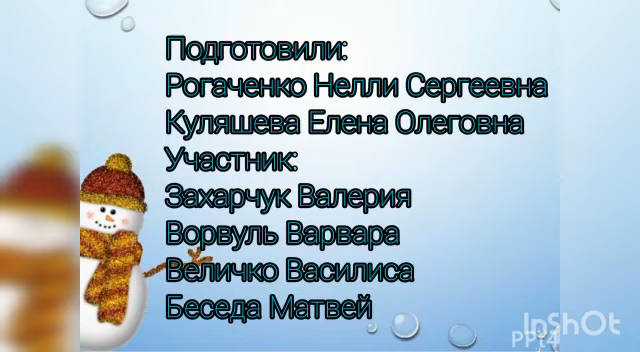 Подготовили:
Рогаченко Нелли Сергеевна
Куляшева Елена Олеговна
Участник:
Захарчук Валерия
Ворвуль Варвара
Величко Василиса
Беседа Матвей
InShOt